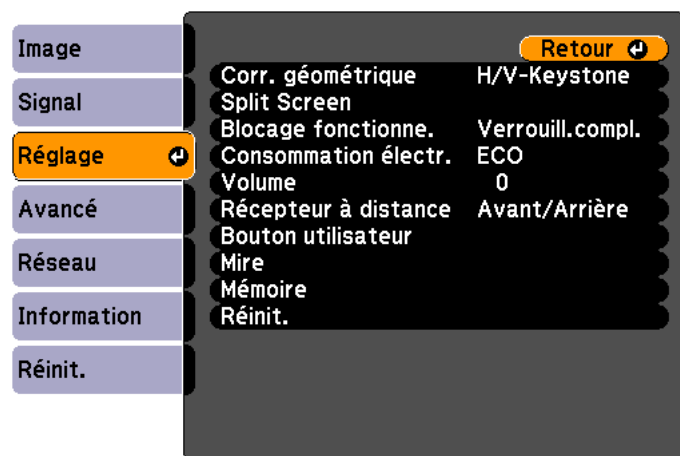 Image
Signal
Réglage
Avancé
Réseau
Information
Réinit.
Retour
Corr. géométrique H/V-Keystone
Split Screen
Blocage fonctionne. Verrouill.compl.
Consommation électr. ECO
Volume 0
Récepteur à distance Avant/Arrière
Bouton utilisateur
Mire
Mémoire
Réinit.